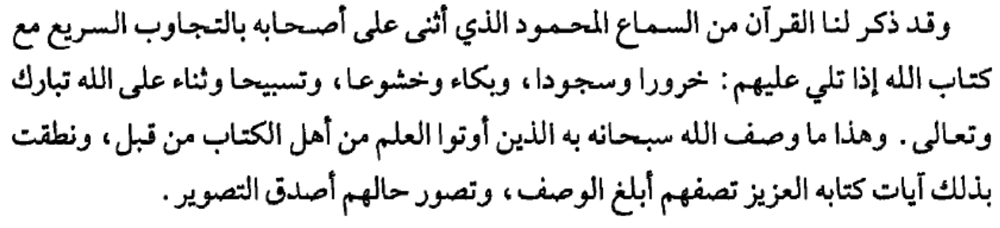 وقد ذكر لنا القرآن من السماع المحمود الذي أثنى على أصحابه بالتجاوب السريع مع
كتاب الله إذا تلي عليهم: خرورا وسجودا، وبكاء وخشوعا، وتسبيحا وثناء على الله تبارك
وتعالى. وهذا ما وصف الله سبحانه به الذين أوتوا العلم من أهل الكتاب من قبل، ونطقت
بذلك آيات كتابه العزيز تصفهم أبلغ الوصف، وتصور حالهم أصدق التصوير.